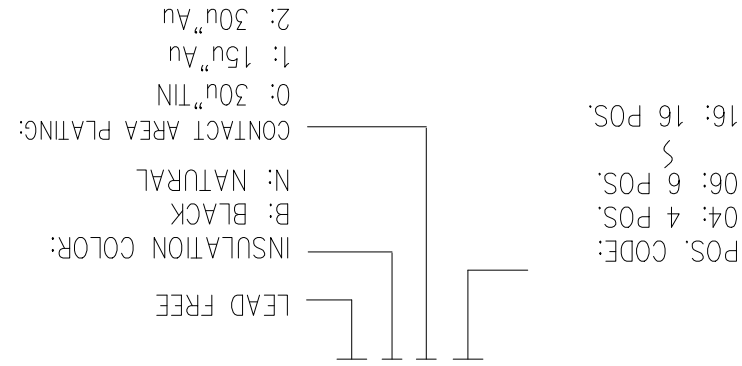 POS. CODE:
04: 4 POS.
06: 6 POS.
~
16: 16 POS.
LEAD FREE
INSULATION COLOR:
B: BLACK
N: NATURAL
CONTACT AREA PLATING:
0: 30u"TIN
1: 15u"Au
2: 30u"Au